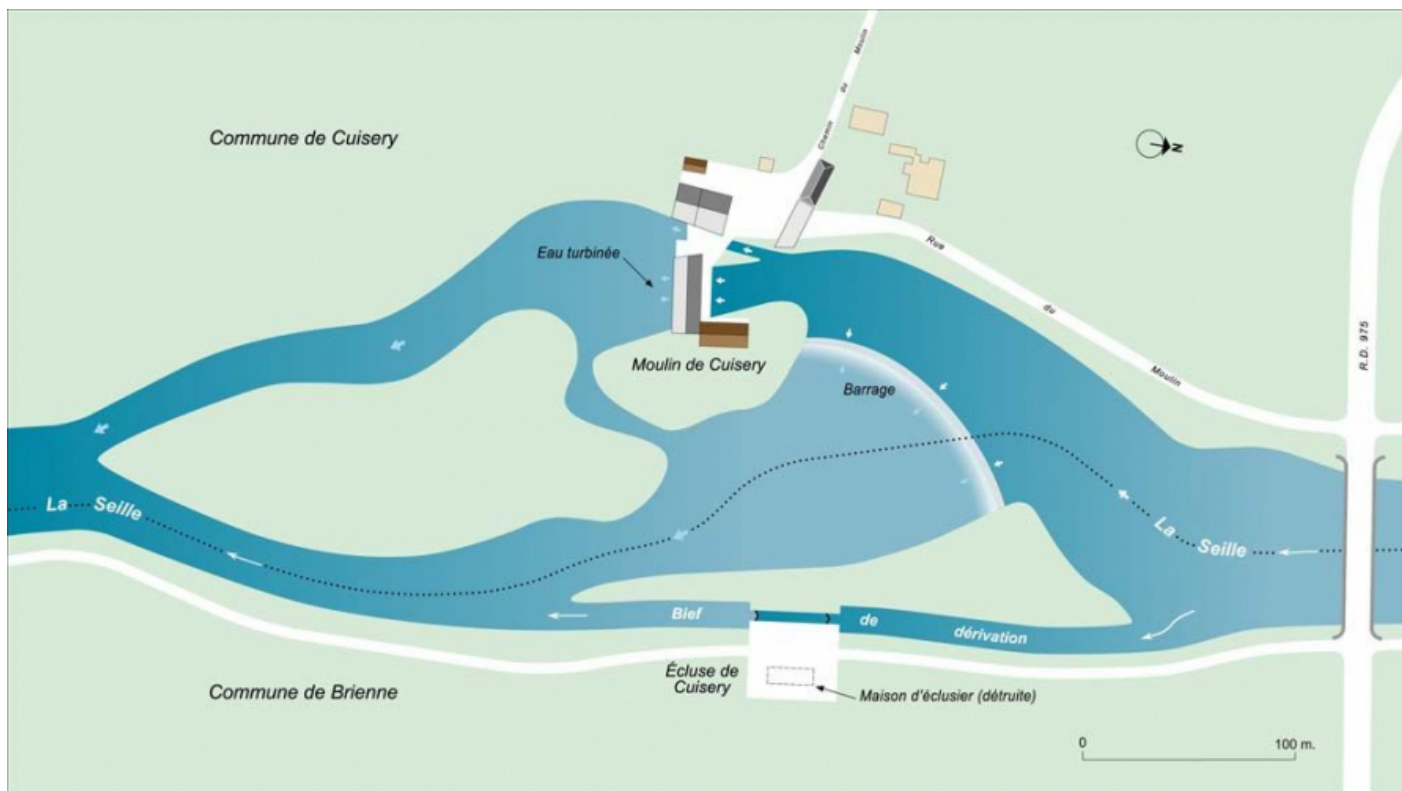 Commune de Cuisery
Chemin du Moulin
N
Eau turbinée
Rue du Moulin
R.D. 975
Moulin de Cuisery
Barrage
La Seille
La Seille
Bief de dérivation
Écluse de
Cuisery
Maison d'éclusier (détruite)
Commune de Brienne
0 100 m.